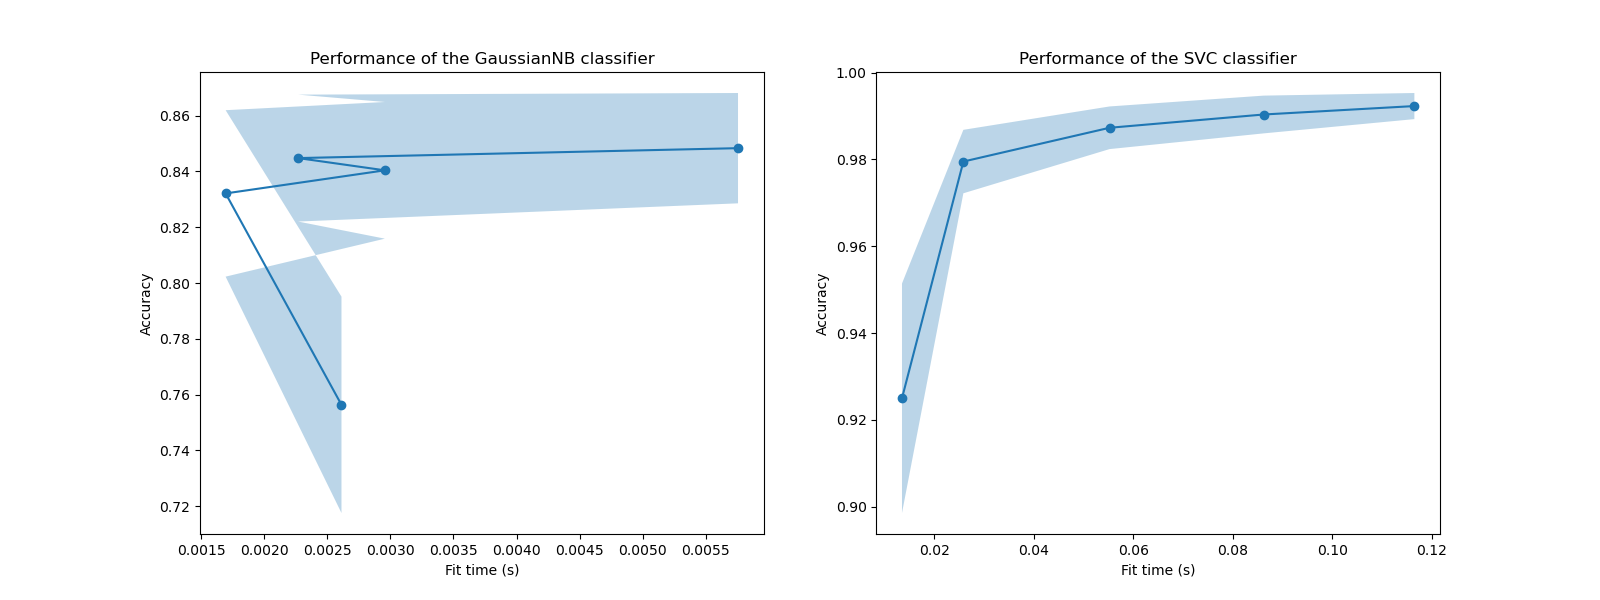 Performance of the GaussianNB classifier
0.86
0.84
0.82
0.80
0.78
0.76
0.74
0.72
Accuracy
0.0015 0.0020 0.0025 0.0030 0.0035 0.0040 0.0045 0.0050 0.0055
Fit time (s)
Performance of the SVC classifier
1.00
0.98
0.96
0.94
0.92
0.90
Accuracy
0.02 0.04 0.06 0.08 0.10 0.12
Fit time (s)